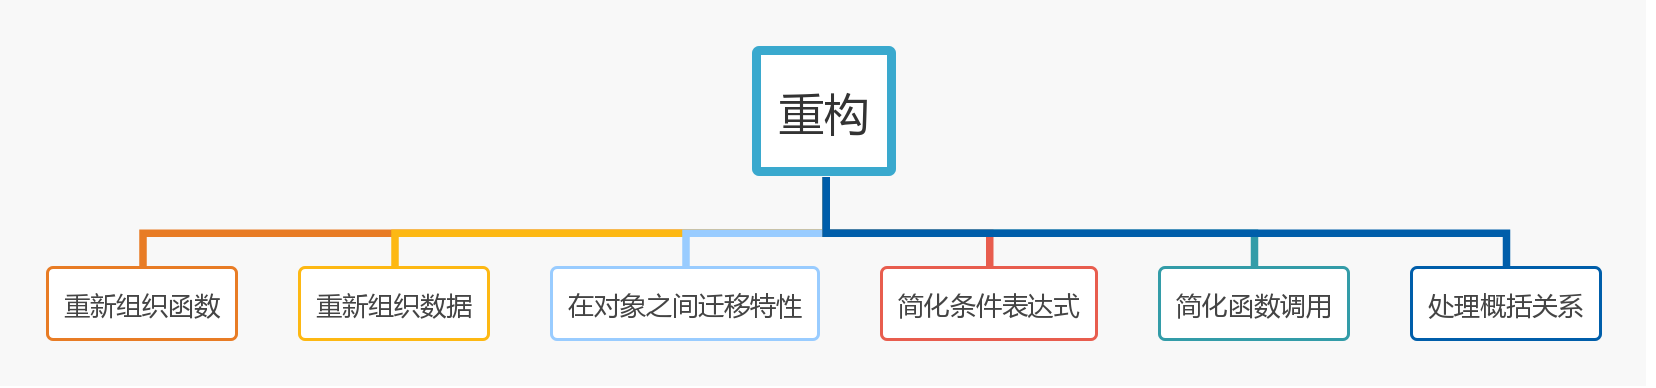 重构
重新组织函数
重新组织数据
在对象之间迁移特性
简化条件表达式
简化函数调用
处理概括关系